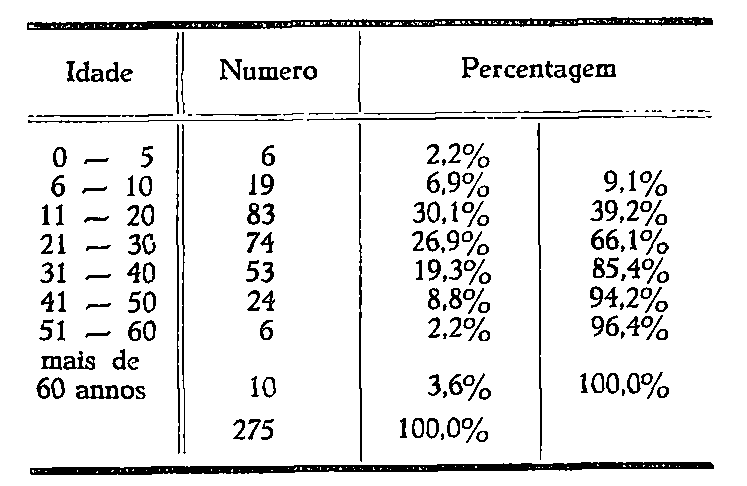 Idade Numero Percentagem
0 — 5 6 2,2%
6 — 10 19 6,9% 9,1%
11 — 20 83 30,1% 39,2%
21 — 30 74 26,9% 66,1%
31 — 40 53 19,3% 85,4%
41 — 50 24 8,8% 94,2%
51 — 60 6 2,2% 96,4%
mais de
60 annos 10 3,6% 100,0%
275 100,0%